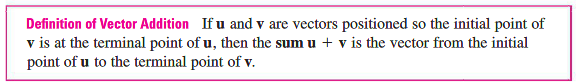 Definition of Vector Addition If u and v are vectors positioned so the initial point of
v is at the terminal point of u, then the sum u + v is the vector from the initial
point of u to the terminal point of v.